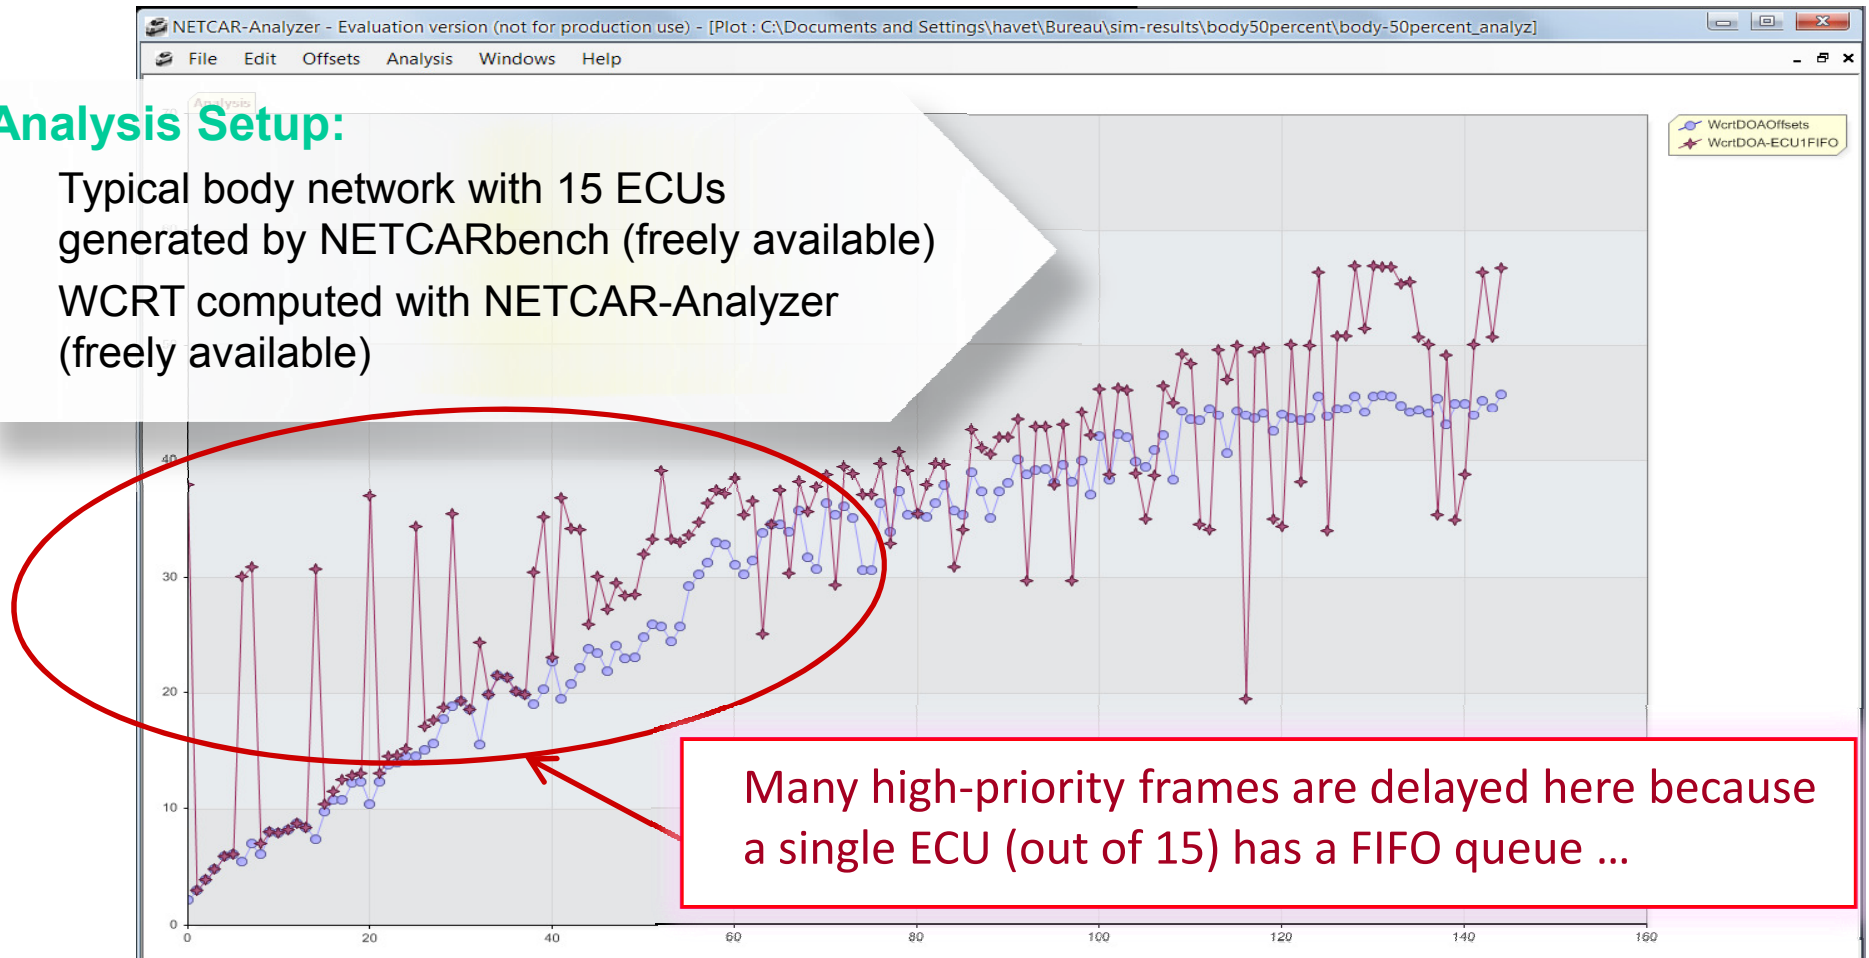 NETCAR-Analyzer - Evaluation version (not for production use) - [Plot : C:\Documents and Settings\havet\Bureau\sim-results\body50percent\body-50percent_analyz]
File Edit Offsets Analysis Windows Help
Analysis
70
WcrtDOAOffsets
WcrtDOA-ECU1FIFO
Analysis Setup:
Typical body network with 15 ECUs
generated by NETCARbench (freely available)
WCRT computed with NETCAR-Analyzer
(freely available)
40
30
20
10
0
Many high-priority frames are delayed here because
a single ECU (out of 15) has a FIFO queue ...
0 20 40 60 80 100 120 140 160